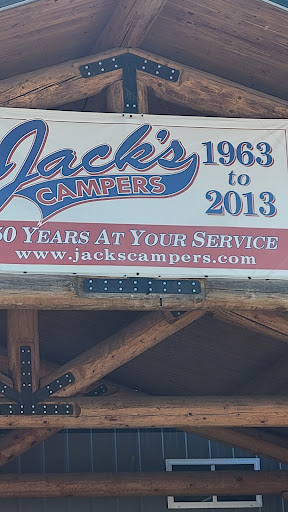 Jack's
CAMPERS
1963
to
2013
50 YEARS AT YOUR SERVICE
www.jackscampers.com